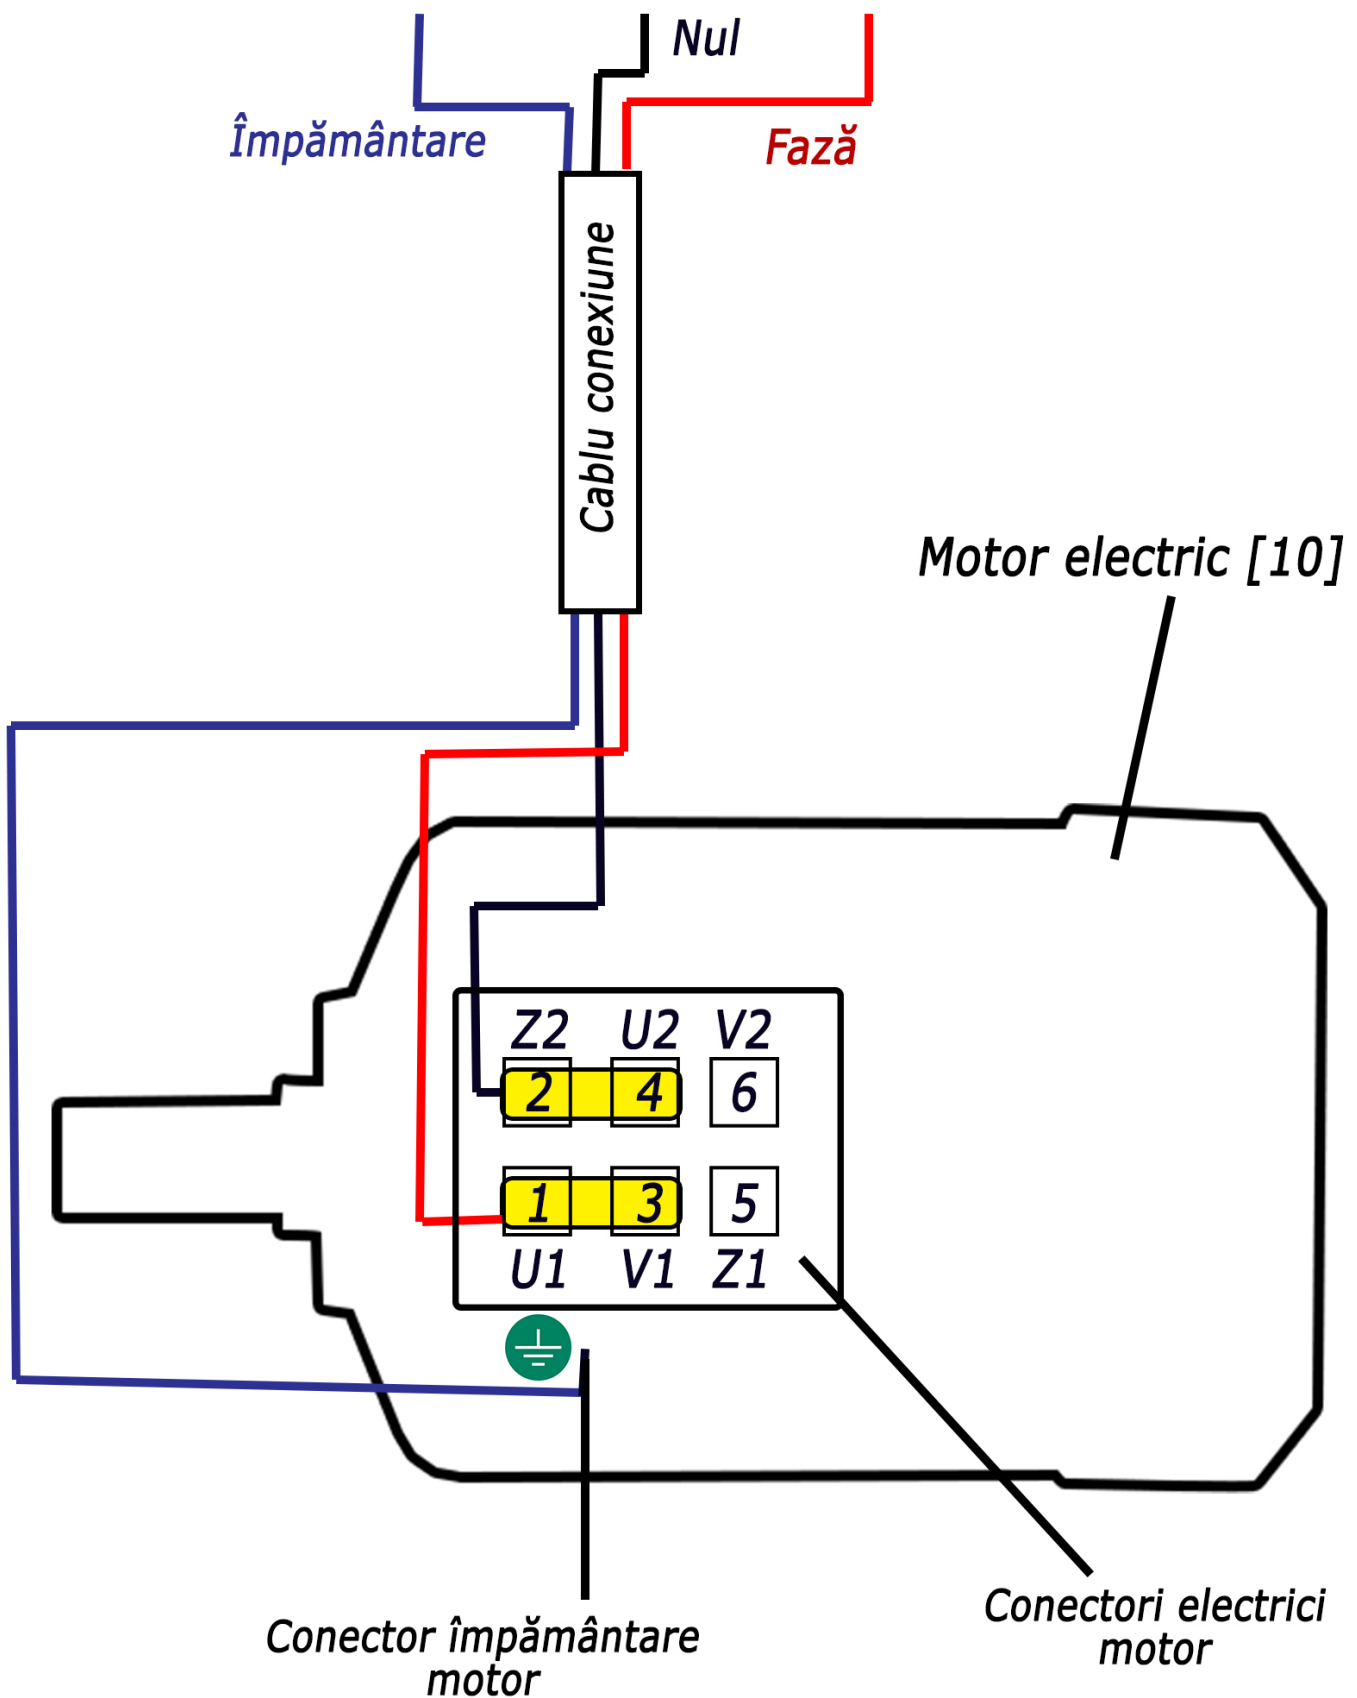 Nul
Împământare
Fază
Cablu conexiune
Motor electric [10]
Z2 U2 V2
2 4 6
1 3 5
U1 V1 Z1
Conectori electrici
motor
Conector împământare
motor